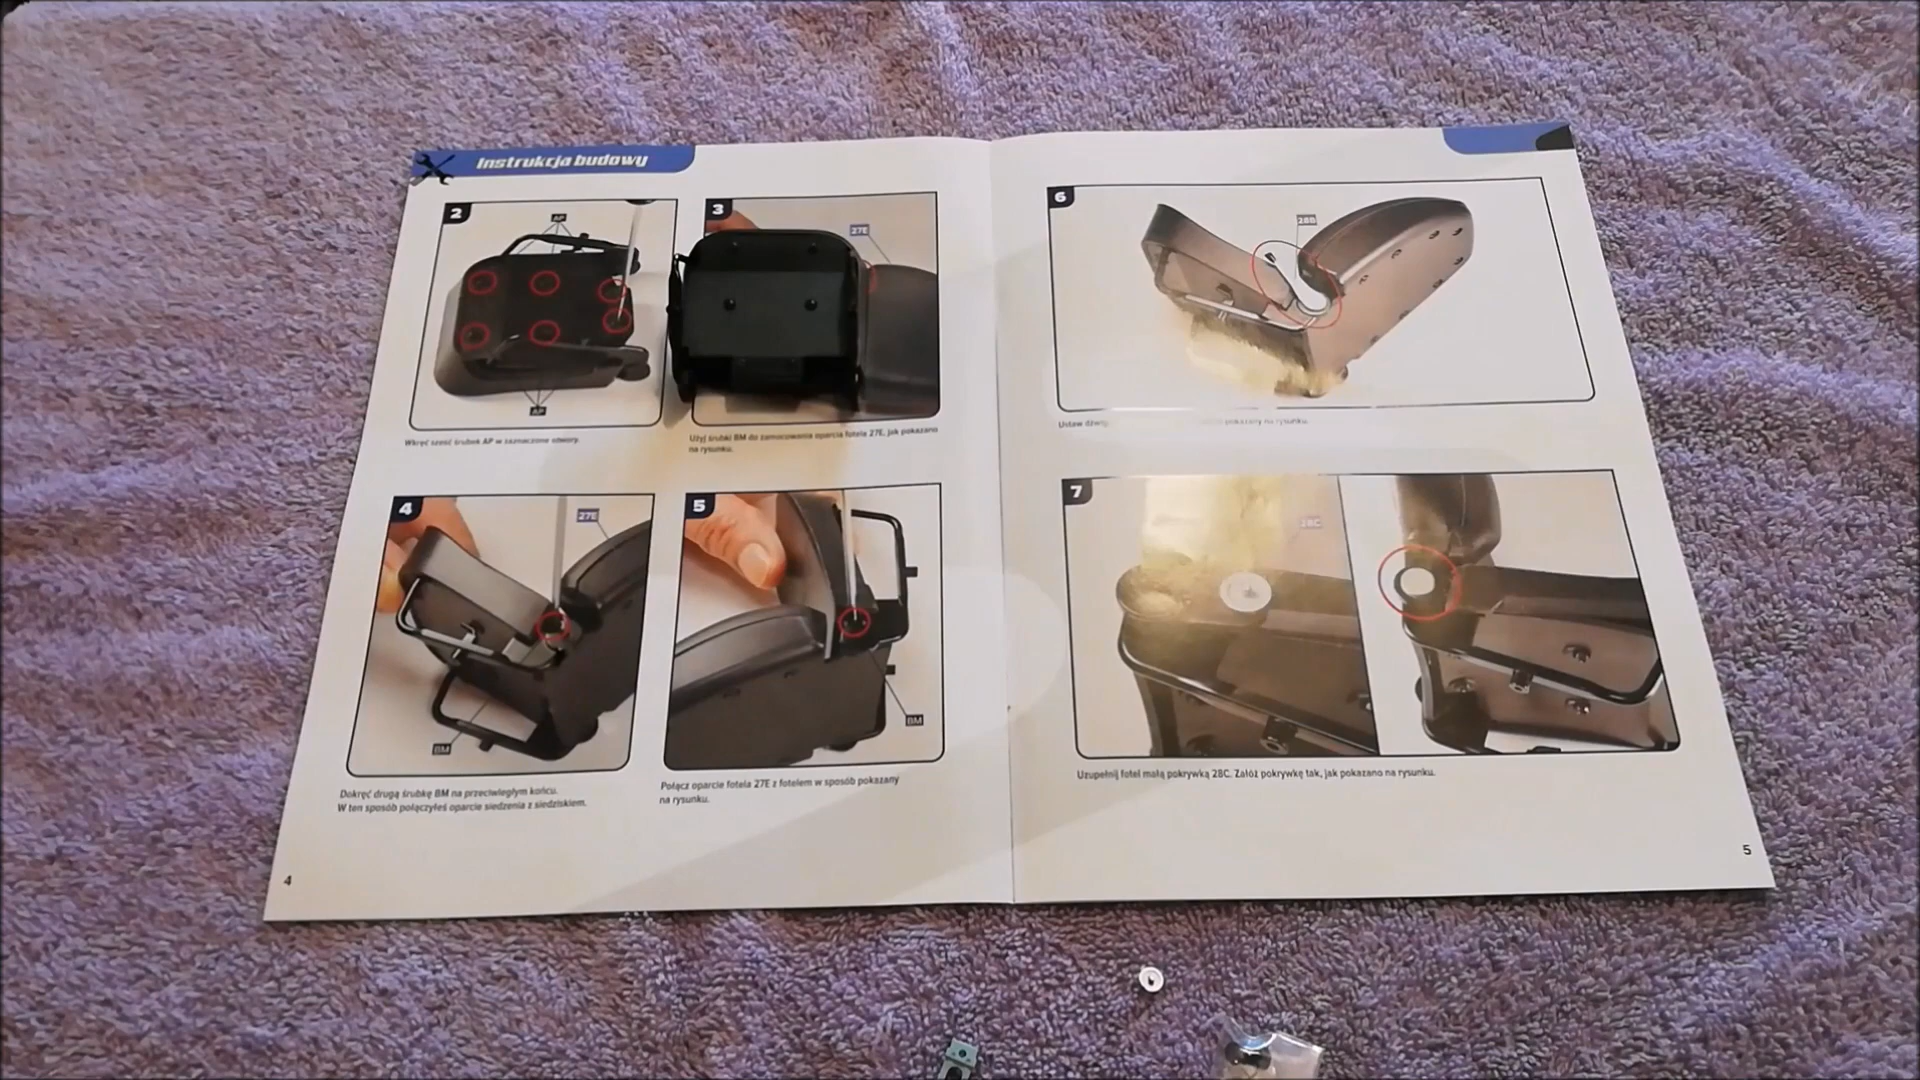 Instrukcja budowy
2
AP
AP
Wkręć sześć śrubek AP w zaznaczone otwory.
3
27E
Użyj śrubki BM do zamocowania oparcia fotela 27E, jak pokazano
na rysunku.
4
27E
BM
Dokręć drugą śrubkę BM na przeciwległym końcu.
W ten sposób połączyłeś oparcie siedzenia z siedziskiem.
5
BM
Połącz oparcie fotela 27E z fotelem w sposób pokazany
na rysunku.
4
6
28B
Ustaw pokazany na rysunku.
7
28C
Uzupełnij fotel małą pokrywką 28C. Załóż pokrywkę tak, jak pokazano na rysunku.
5